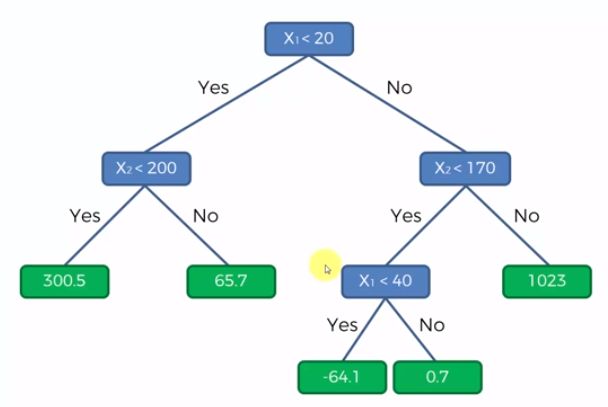 X₁ < 20
Yes
No
X₂ < 200
X₂ < 170
Yes
No
Yes
No
300.5
65.7
X₁ < 40
1023
Yes
No
-64.1
0.7